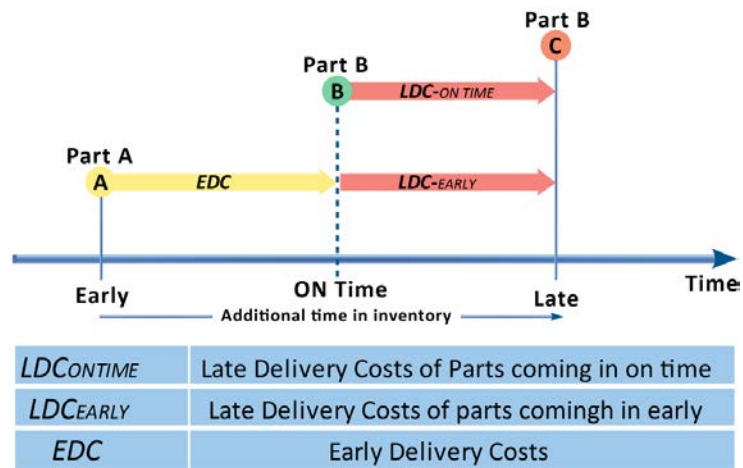 Part B
C
Part B
B
LDC-ON TIME
Part A
A
EDC
LDC-EARLY
Time
Early
ON Time
Late
Additional time in inventory
LDCONTIME Late Delivery Costs of Parts coming in on time
LDCEARLY Late Delivery Costs of parts comingh in early
EDC Early Delivery Costs